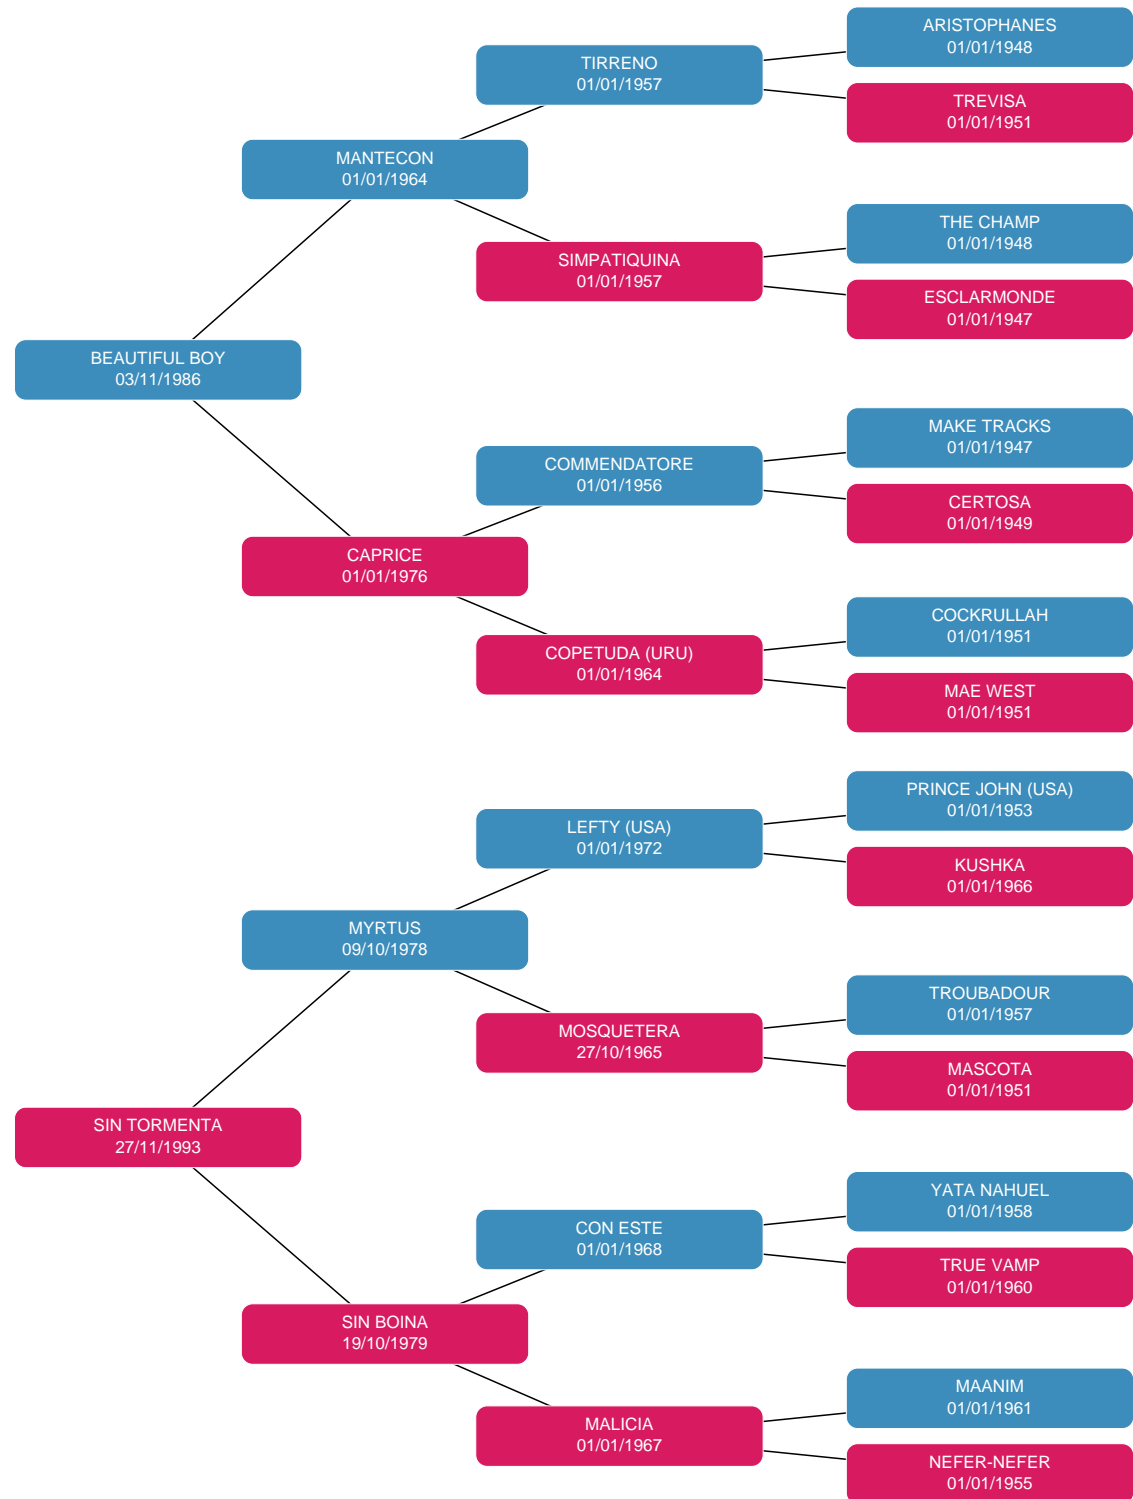 ARISTOPHANES
01/01/1948
TIRRENO
01/01/1957
TREVISA
01/01/1951
MANTECON
01/01/1964
THE CHAMP
01/01/1948
SIMPATIQUINA
01/01/1957
ESCLARMONDE
01/01/1947
BEAUTIFUL BOY
03/11/1986
MAKE TRACKS
01/01/1947
COMMENDATORE
01/01/1956
CERTOSA
01/01/1949
CAPRICE
01/01/1976
COCKRULLAH
01/01/1951
COPETUDA (URU)
01/01/1964
MAE WEST
01/01/1951
PRINCE JOHN (USA)
01/01/1953
LEFTY (USA)
01/01/1972
KUSHKA
01/01/1966
MYRTUS
09/10/1978
TROUBADOUR
01/01/1957
MOSQUETERA
27/10/1965
MASCOTA
01/01/1951
SIN TORMENTA
27/11/1993
YATA NAHUEL
01/01/1958
CON ESTE
01/01/1968
TRUE VAMP
01/01/1960
SIN BOINA
19/10/1979
MAANIM
01/01/1961
MALICIA
01/01/1967
NEFER-NEFER
01/01/1955